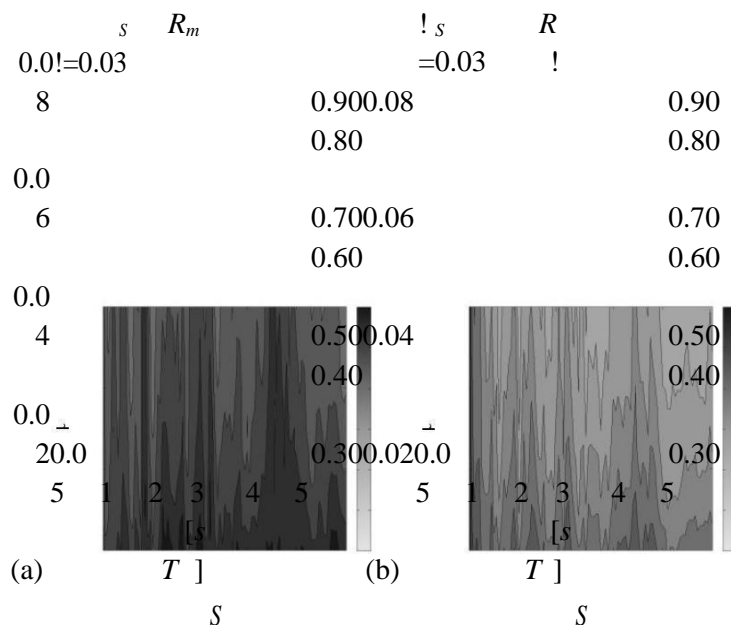 S R_m ! S R
0.0!=0.03 =0.03 !
8 0.900.08 0.90
0.80 0.80
0.0
6 0.700.06 0.70
0.60 0.60
0.0
4 0.500.04 0.50
0.40 0.40
0.0
20.0 0.300.020.0 0.30
5 1 2 3 4 5 5 1 2 3 4 5
[s [s
(a) T ] (b) T ]
S S